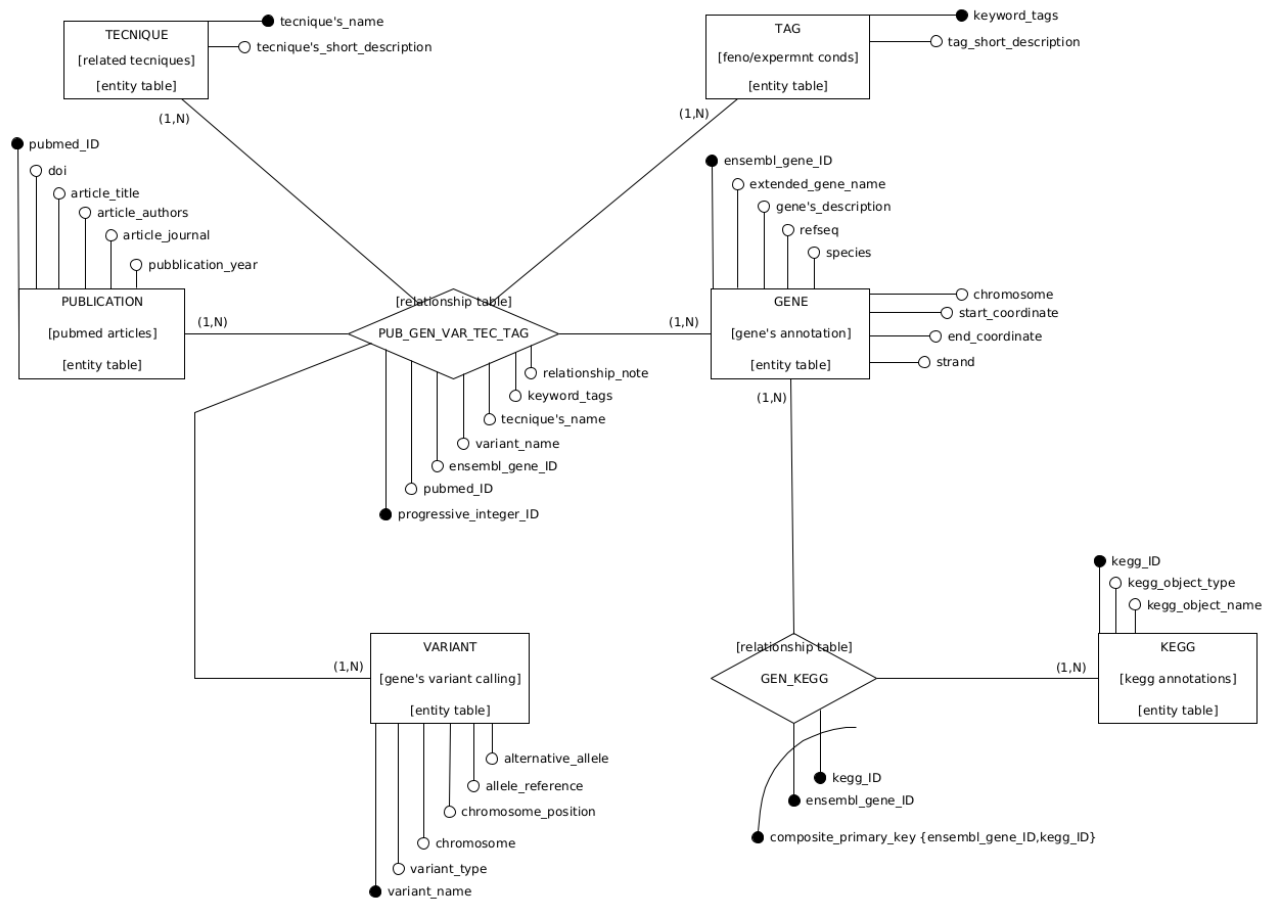 TECNIQUE
[related tecniques]
[entity table]
tecnique's_name
tecnique's_short_description
(1,N)
TAG
[feno/expermnt conds]
[entity table]
keyword_tags
tag_short_description
(1,N)
pubmed_ID
doi
article_title
article_authors
article_journal
pubblication_year
PUBLICATION
[pubmed articles]
[entity table]
(1,N)
[relationship table]
PUB_GEN_VAR_TEC_TAG
relationship_note
keyword_tags
tecnique's_name
variant_name
ensembl_gene_ID
pubmed_ID
progressive_integer_ID
ensembl_gene_ID
extended_gene_name
gene's_description
refseq
species
(1,N)
GENE
[gene's annotation]
[entity table]
chromosome
start_coordinate
end_coordinate
strand
(1,N)
(1,N)
VARIANT
[gene's variant calling]
[entity table]
alternative_allele
allele_reference
chromosome_position
chromosome
variant_type
variant_name
[relationship table]
GEN_KEGG
kegg_ID
ensembl_gene_ID
composite_primary_key {ensembl_gene_ID,kegg_ID}
(1,N)
kegg_ID
kegg_object_type
kegg_object_name
KEGG
[kegg annotations]
[entity table]